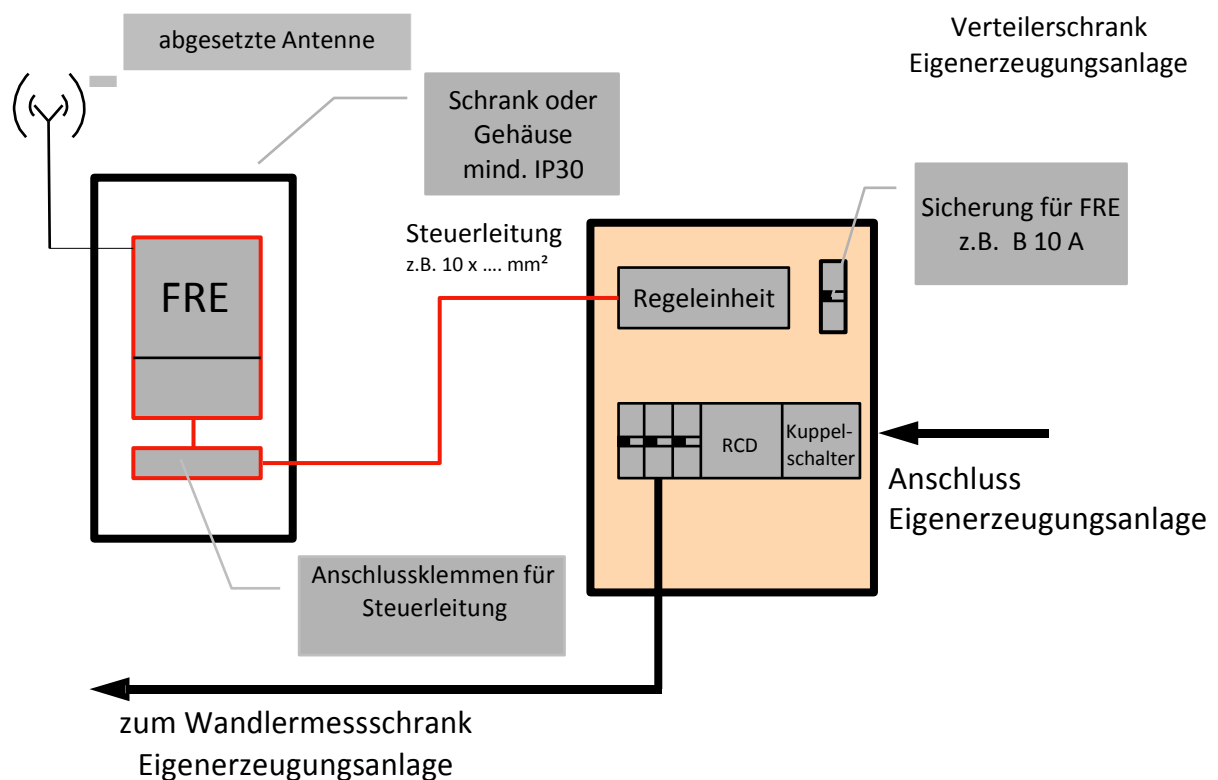 abgesetzte Antenne
Verteilerschrank
Eigenerzeugungsanlage
Schrank oder
Gehäuse
mind. IP30
Sicherung für FRE
z.B. B 10 A
Steuerleitung
z.B. 10 x .... mm²
FRE
Regeleinheit
RCD
Kuppel-
schalter
Anschluss
Eigenerzeugungsanlage
Anschlussklemmen für
Steuerleitung
zum Wandlermessschrank
Eigenerzeugungsanlage